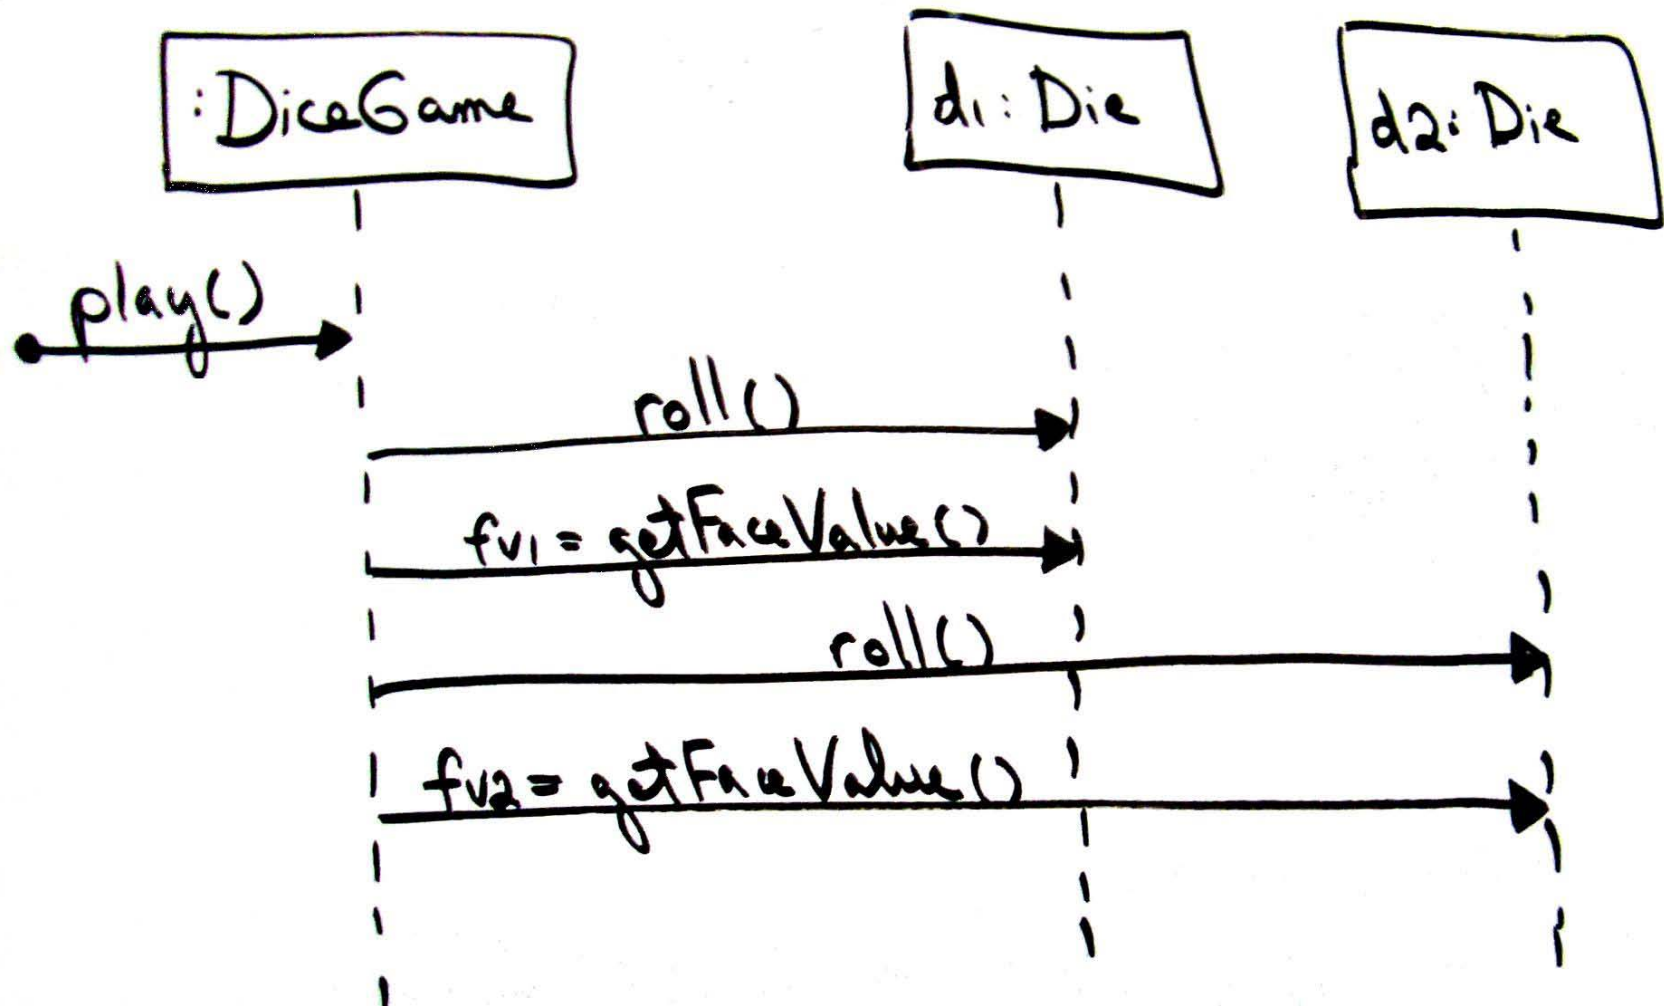 :DiceGame
d1: Die
d2: Die
play()
roll()
fv1 = getFaceValue()
roll()
fv2 = getFaceValue()